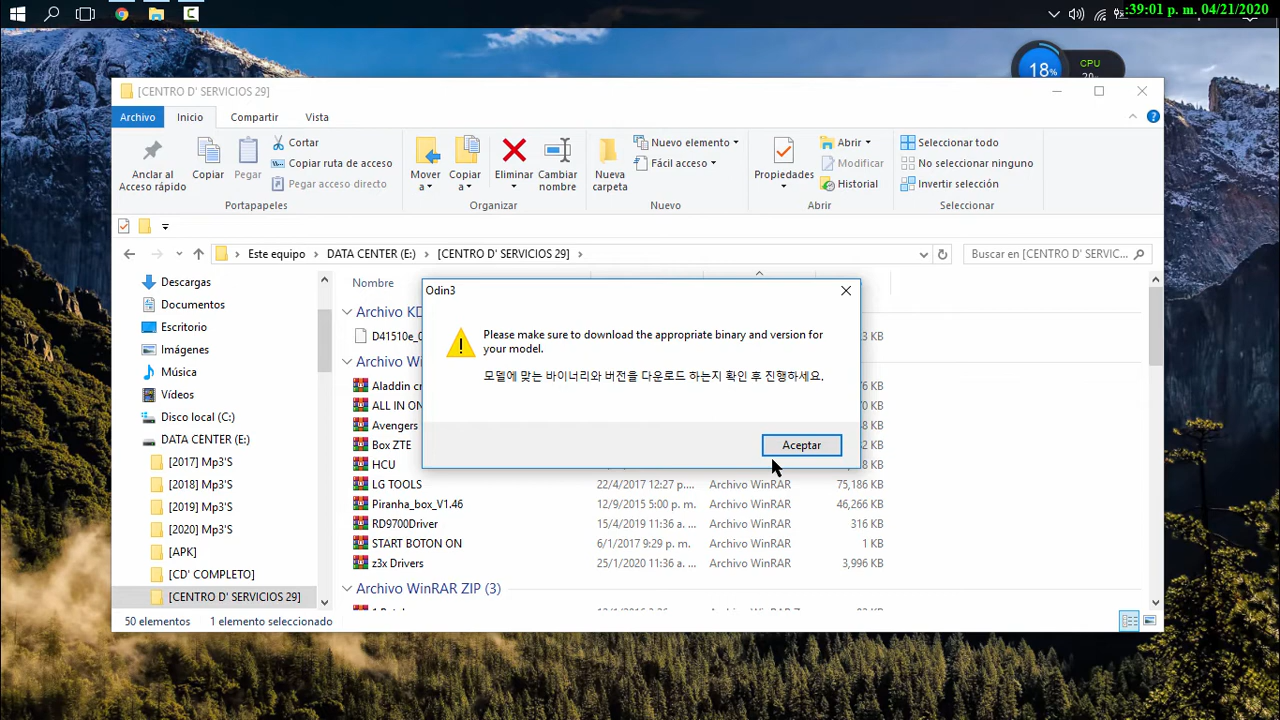 :39:01 p. m. 04/21/2020
18%
CPU
[CENTRO D' SERVICIOS 29]
Archivo
Inicio
Compartir
Vista
Anclar al
Acceso rápido
Copiar
Pegar
Cortar
Copiar ruta de acceso
Pegar acceso directo
Portapapeles
Mover
a
Copiar
a
Eliminar
Cambiar
nombre
Organizar
Nueva
carpeta
Nuevo elemento
Fácil acceso
Nuevo
Propiedades
Abrir
Modificar
Historial
Abrir
Seleccionar todo
No seleccionar ninguno
Invertir selección
Seleccionar
Este equipo
DATA CENTER (E:)
[CENTRO D' SERVICIOS 29]
Buscar en [CENTRO D' SERVIC...
Descargas
Documentos
Escritorio
Imágenes
Música
Vídeos
Disco local (C:)
DATA CENTER (E:)
[2017] Mp3'S
[2018] Mp3'S
[2019] Mp3'S
[2020] Mp3'S
[APK]
[CD' COMPLETO]
[CENTRO D' SERVICIOS 29]
Nombre
Archivo KD
D41510e_0
3 KB
Archivo Wi
Aladdin cr
ALL IN ON
Avengers
Box ZTE
HCU
LG TOOLS 22/4/2017 12:27 p.... Archivo WinRAR 75,186 KB
Piranha_box_V1.46 12/9/2015 5:00 p. m. Archivo WinRAR 46,266 KB
RD9700Driver 15/4/2019 11:36 a. ... Archivo WinRAR 316 KB
START BOTON ON 6/1/2017 9:29 p. m. Archivo WinRAR 1 KB
z3x Drivers 25/1/2020 11:36 a. ... Archivo WinRAR 3,996 KB
Archivo WinRAR ZIP (3)
Odin3
Please make sure to download the appropriate binary and version for
your model.
모델에 맞는 바이너리와 버전을 다운로드 하는지 확인 후 진행하세요.
Aceptar
50 elementos
1 elemento seleccionado